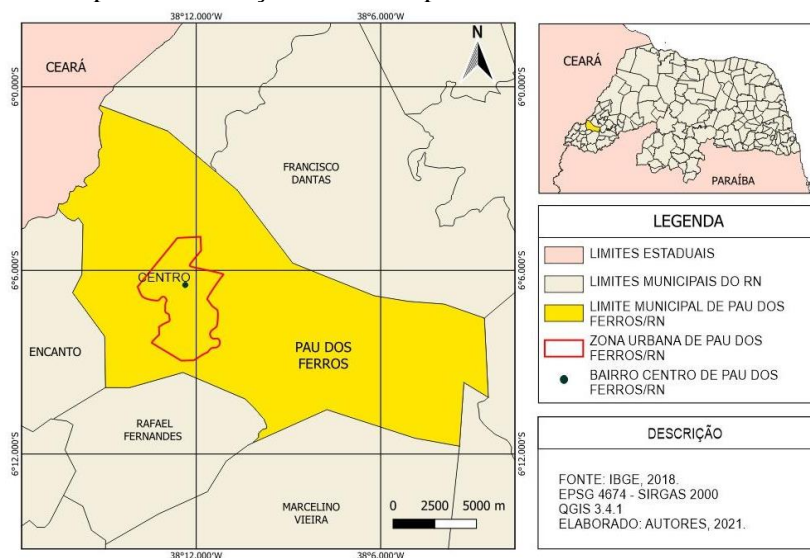 38°12.000'W
38°6.000'W
CEARÁ
N
6°0.000'S
6°0.000'S
FRANCISCO
DANTAS
CENTRO
6°6.000'S
6°6.000'S
ENCANTO
PAU DOS
FERROS
RAFAEL
FERNANDES
6°12.000'S
6°12.000'S
MARCELINO
VIEIRA
0 2500 5000 m
38°12.000'W
38°6.000'W
CEARÁ
PARAÍBA
LEGENDA
LIMITES ESTADUAIS
LIMITES MUNICIPAIS DO RN
LIMITE MUNICIPAL DE PAU DOS
FERROS/RN
ZONA URBANA DE PAU DOS
FERROS/RN
BAIRRO CENTRO DE PAU DOS
FERROS/RN
DESCRIÇÃO
FONTE: IBGE, 2018.
EPSG 4674 - SIRGAS 2000
QGIS 3.4.1
ELABORADO: AUTORES, 2021.